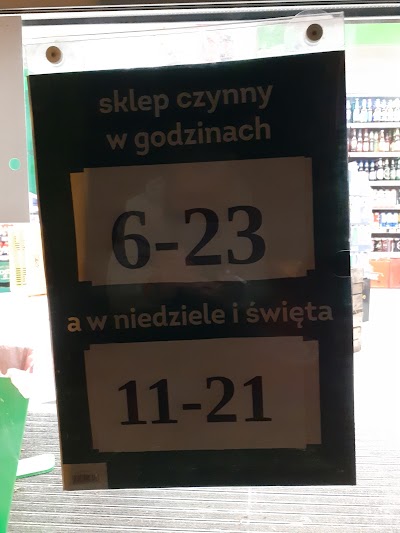 sklep czynny
w godzinach
6-23
a w niedziele i święta
11-21